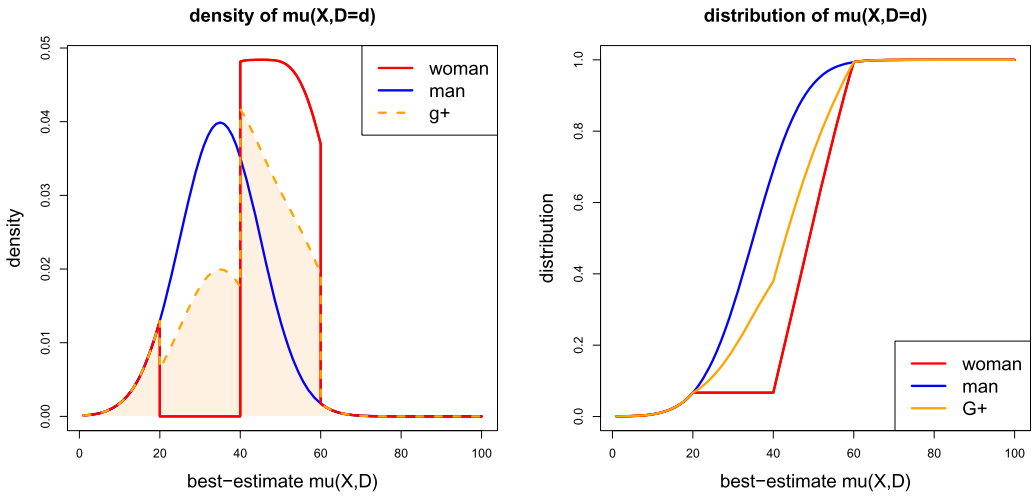 density of mu(X,D=d)
density
0.00 0.01 0.02 0.03 0.04 0.05
woman
man
g+
0 20 40 60 80 100
best−estimate mu(X,D)
distribution of mu(X,D=d)
distribution
0.0 0.2 0.4 0.6 0.8 1.0
woman
man
G+
0 20 40 60 80 100
best−estimate mu(X,D)